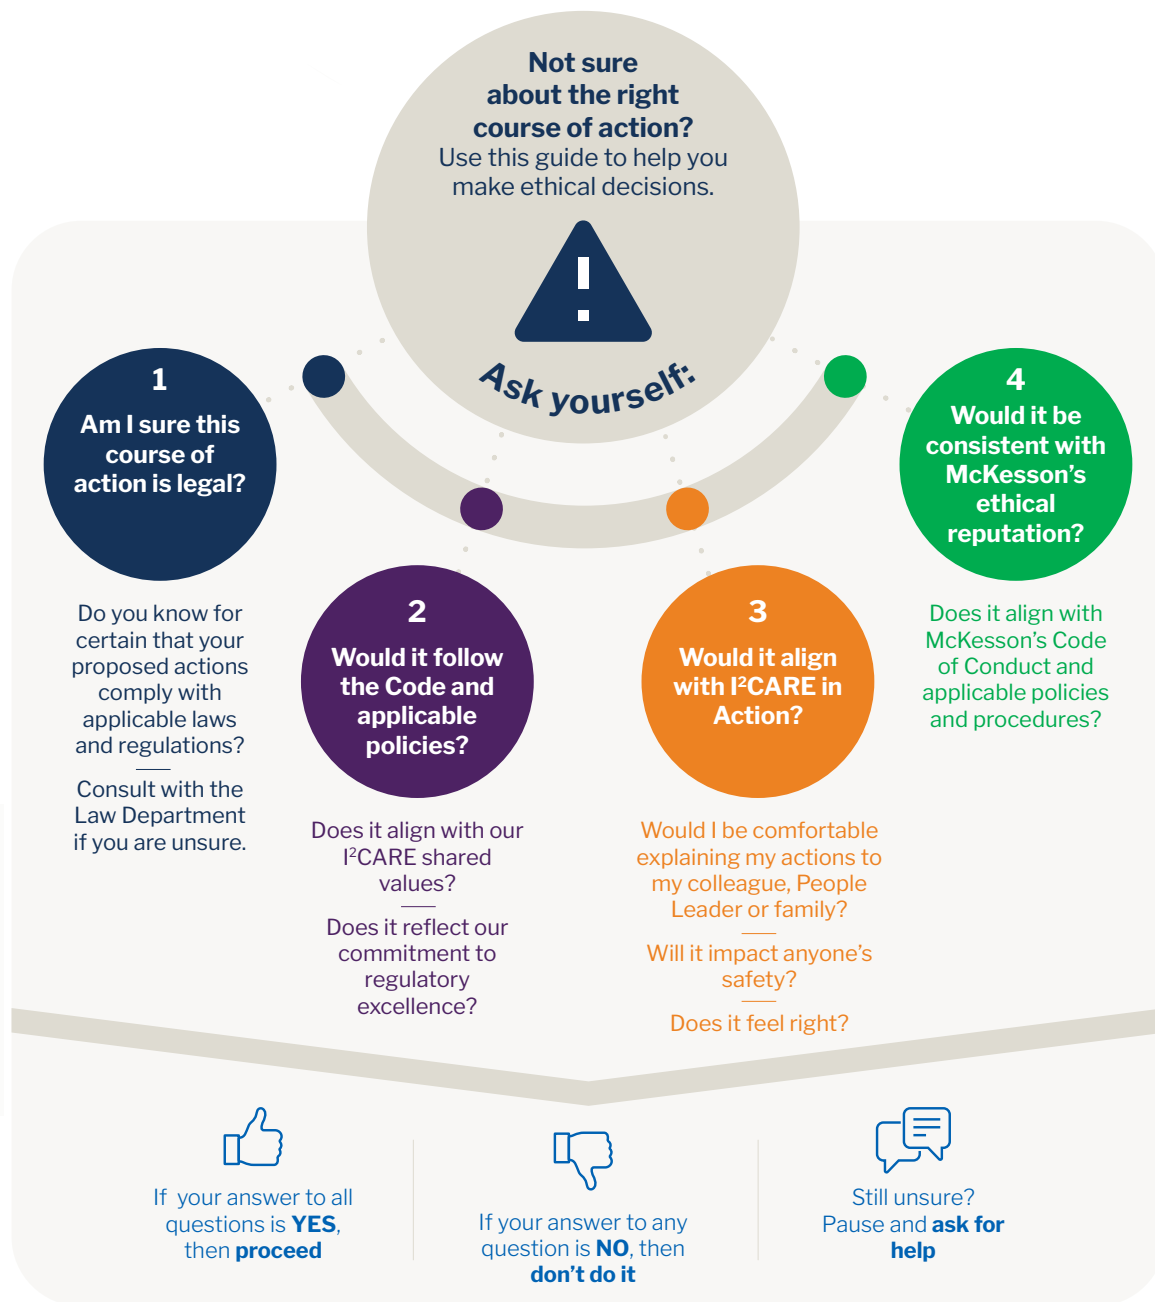 Not sure
about the right
course of action?
Use this guide to help you
make ethical decisions.
Ask yourself:
1
Am I sure this
course of
action is legal?
Do you know for
certain that your
proposed actions
comply with
applicable laws
and regulations?
Consult with the
Law Department
if you are unsure.
2
Would it follow
the Code and
applicable
policies?
Does it align with our
I²CARE shared
values?
Does it reflect our
commitment to
regulatory
excellence?
3
Would it align
with I²CARE in
Action?
Would I be comfortable
explaining my actions to
my colleague, People
Leader or family?
Will it impact anyone's
safety?
Does it feel right?
4
Would it be
consistent with
McKesson's
ethical
reputation?
Does it align with
McKesson's Code
of Conduct and
applicable policies
and procedures?
If your answer to all
questions is YES,
then proceed
If your answer to any
question is NO, then
don't do it
Still unsure?
Pause and ask for
help